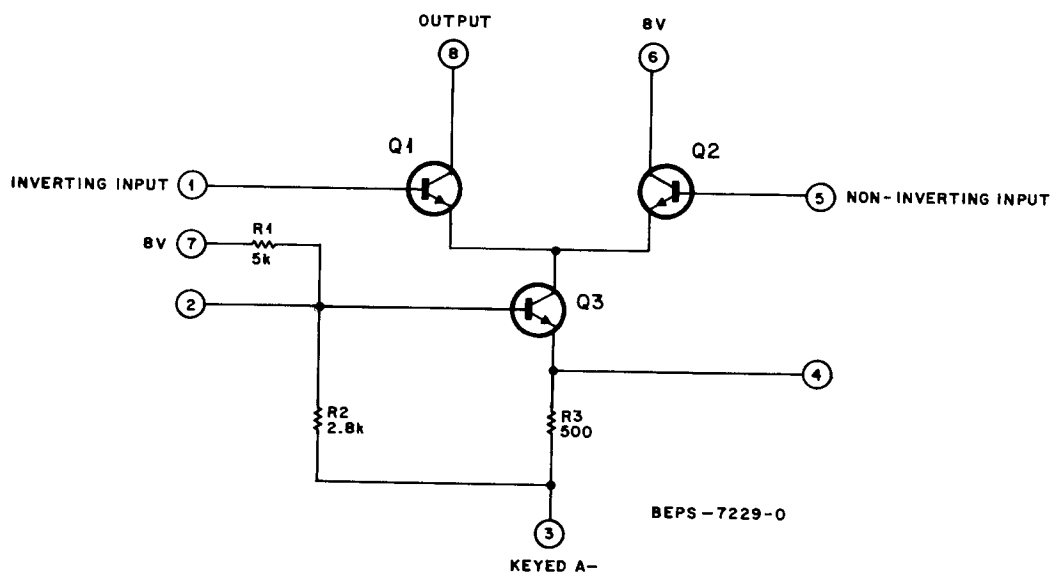 OUTPUT
8
8V
6
Q1
Q2
INVERTING INPUT
1
5
NON-INVERTING INPUT
8V
7
R1
5k
2
Q3
4
R2
2.8k
R3
500
BEPS-7229-0
3
KEYED A-